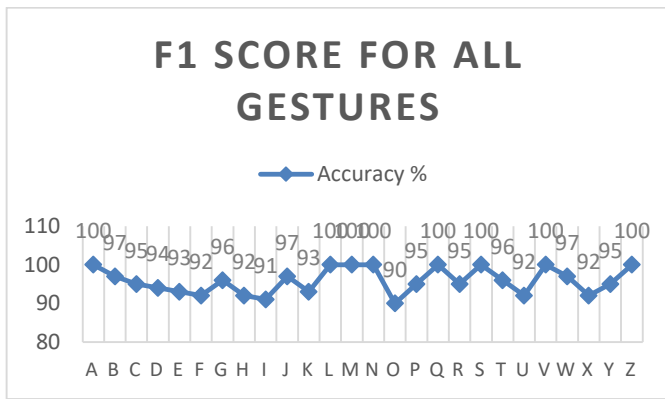 F1 SCORE FOR ALL
GESTURES
Accuracy %
110
100
90
80
100 97 95 94 93 92 96 92 91 97 93 100 100 100 90 95 100 95 100 96 92 100 97 92 95 100
A B C D E F G H I J K L M N O P Q R S T U V W X Y Z